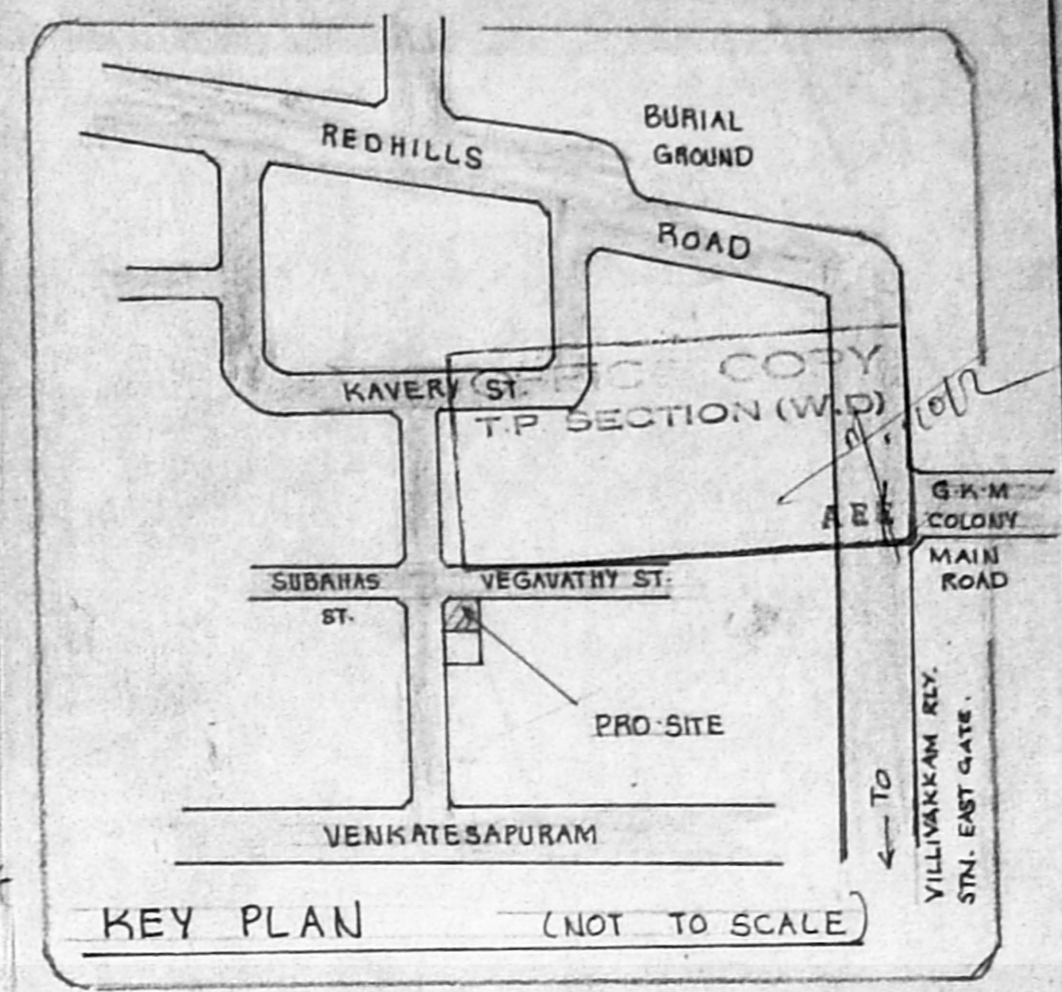 BURIAL
GROUND
REDHILLS
ROAD
KAVERY ST.
COPY
T.P. SECTION (W.D)
G.K.M
COLONY
MAIN
ROAD
SUBAHAS
ST.
VEGAVATHY ST.
PRO-SITE
VENKATESAPURAM
← TO
VILLIVAKKAM RLY.
STN. EAST GATE.
KEY PLAN (NOT TO SCALE)